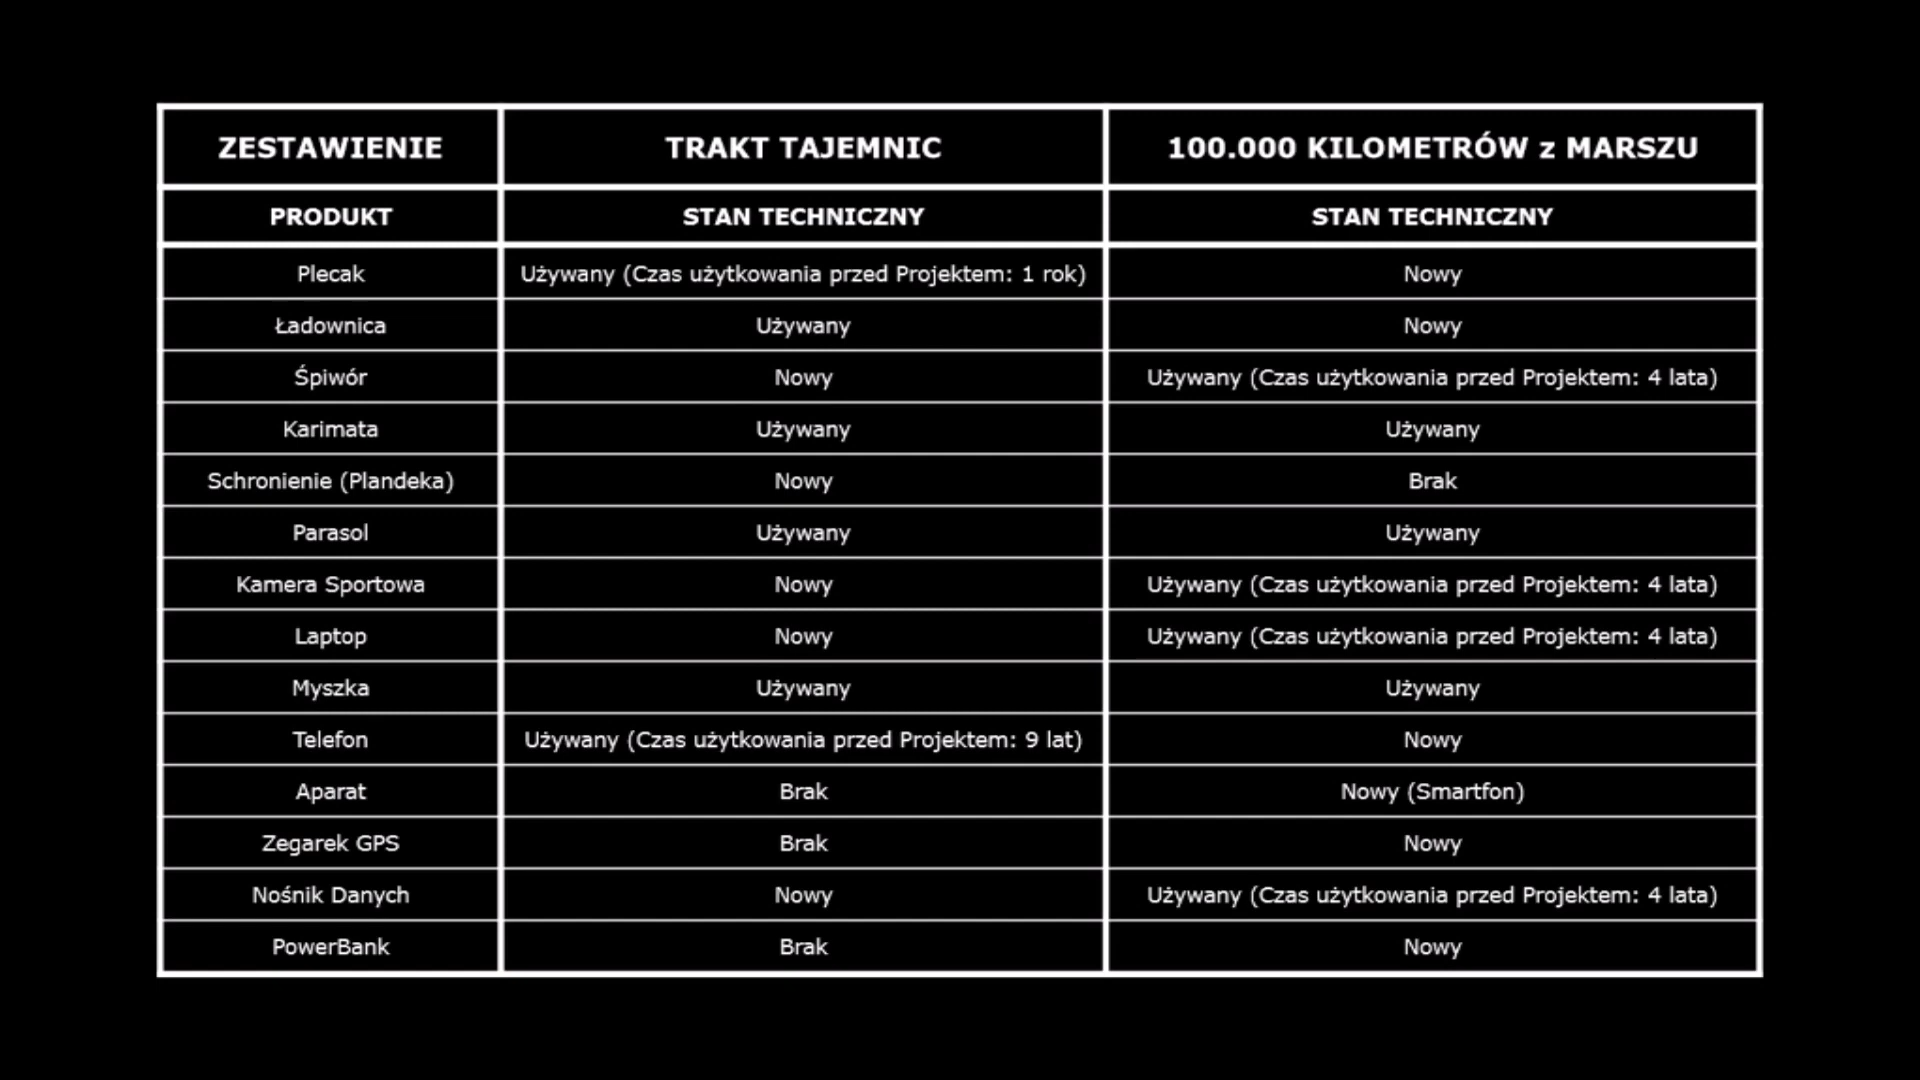 ZESTAWIENIE TRAKT TAJEMNIC 100.000 KILOMETRÓW z MARSZU
PRODUKT STAN TECHNICZNY STAN TECHNICZNY
Plecak Używany (Czas użytkowania przed Projektem: 1 rok) Nowy
Ładownica Używany Nowy
Śpiwór Nowy Używany (Czas użytkowania przed Projektem: 4 lata)
Karimata Używany Używany
Schronienie (Plandeka) Nowy Brak
Parasol Używany Używany
Kamera Sportowa Nowy Używany (Czas użytkowania przed Projektem: 4 lata)
Laptop Nowy Używany (Czas użytkowania przed Projektem: 4 lata)
Myszka Używany Używany
Telefon Używany (Czas użytkowania przed Projektem: 9 lat) Nowy
Aparat Brak Nowy (Smartfon)
Zegarek GPS Brak Nowy
Nośnik Danych Nowy Używany (Czas użytkowania przed Projektem: 4 lata)
PowerBank Brak Nowy